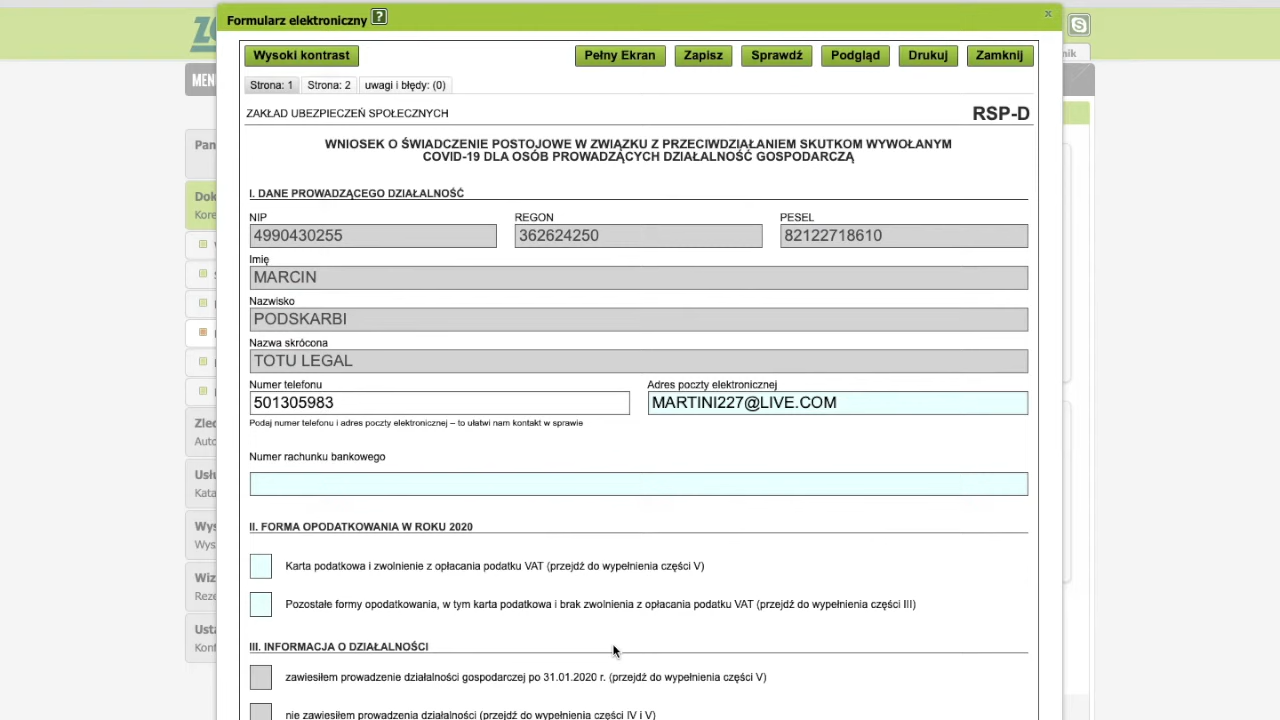 Formularz elektroniczny ?
x
Wysoki kontrast Pełny Ekran Zapisz Sprawdź Podgląd Drukuj Zamknij
Strona: 1 Strona: 2 uwagi i błędy: (0)
ZAKŁAD UBEZPIECZEŃ SPOŁECZNYCH RSP-D
WNIOSEK O ŚWIADCZENIE POSTOJOWE W ZWIĄZKU Z PRZECIWDZIAŁANIEM SKUTKOM WYWOŁANYM
COVID-19 DLA OSÓB PROWADZĄCYCH DZIAŁALNOŚĆ GOSPODARCZĄ
I. DANE PROWADZĄCEGO DZIAŁALNOŚĆ
NIP REGON PESEL
4990430255 362624250 82122718610
Imię
MARCIN
Nazwisko
PODSKARBI
Nazwa skrócona
TOTU LEGAL
Numer telefonu Adres poczty elektronicznej
501305983 MARTINI227@LIVE.COM
Podaj numer telefonu i adres poczty elektronicznej – to ułatwi nam kontakt w sprawie
Numer rachunku bankowego
II. FORMA OPODATKOWANIA W ROKU 2020
Karta podatkowa i zwolnienie z opłacania podatku VAT (przejdź do wypełnienia części V)
Pozostałe formy opodatkowania, w tym karta podatkowa i brak zwolnienia z opłacania podatku VAT (przejdź do wypełnienia części III)
III. INFORMACJA O DZIAŁALNOŚCI
zawiesiłem prowadzenie działalności gospodarczej po 31.01.2020 r. (przejdź do wypełnienia części V)
nie zawiesiłem prowadzenia działalności (przejdź do wypełnienia części IV i V)